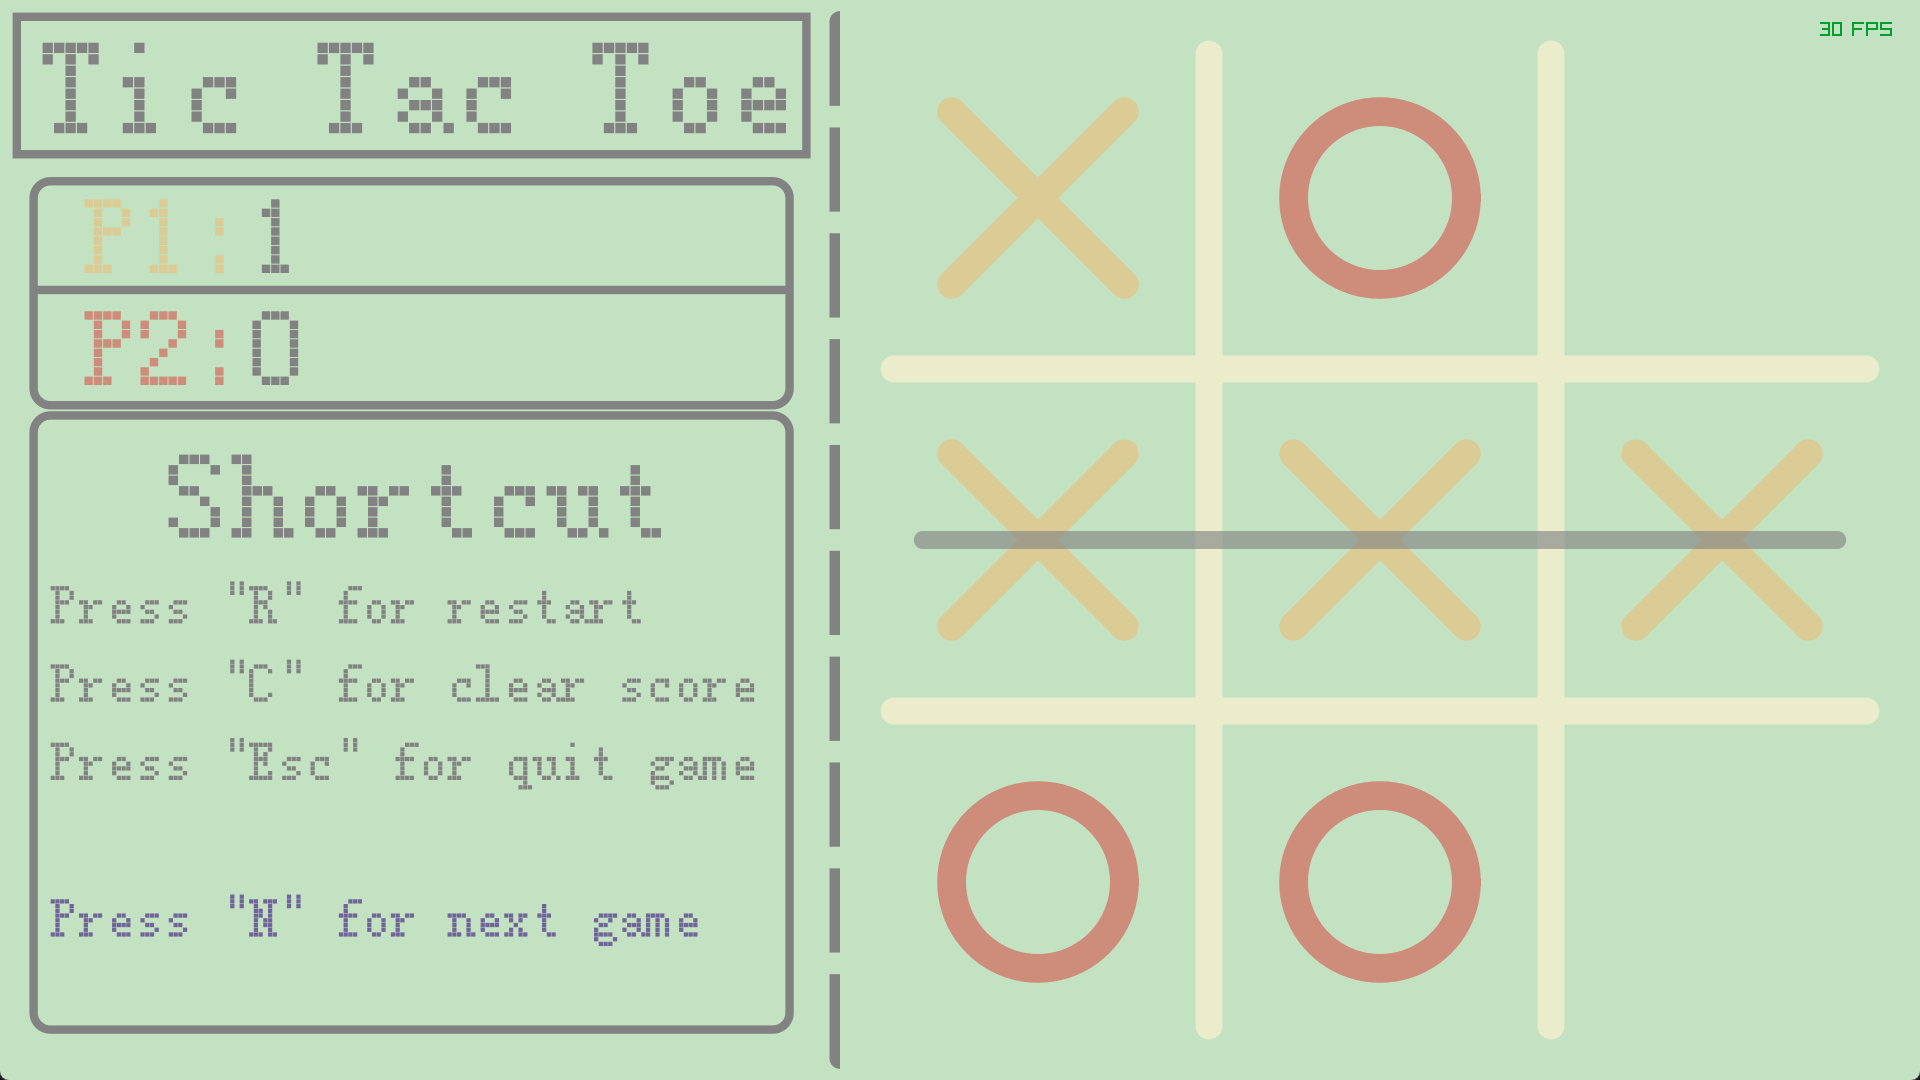 Tic Tac Toe
30 FPS
P1:1
P2:0
Shortcut
Press "R" for restart
Press "C" for clear score
Press "Esc" for quit game
Press "N" for next game